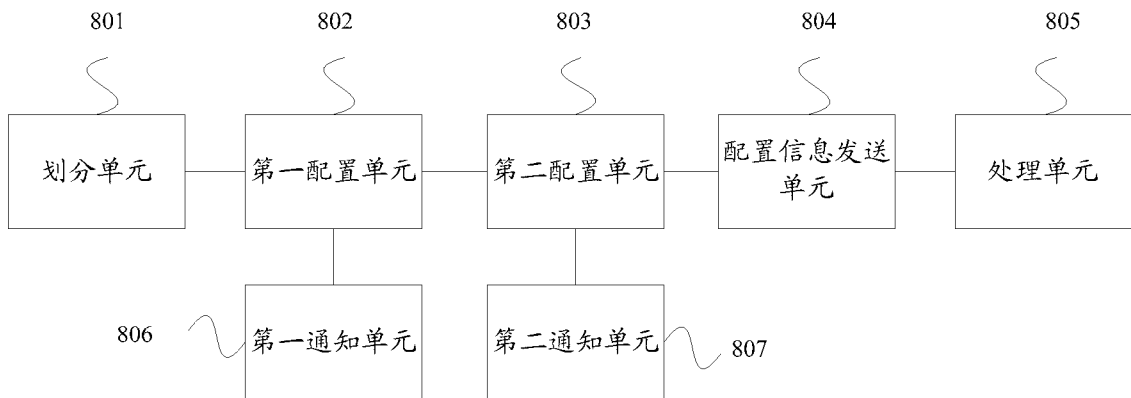 801
802
803
804
805
划分单元
第一配置单元
第二配置单元
配置信息发送
单元
处理单元
806
第一通知单元
第二通知单元
807